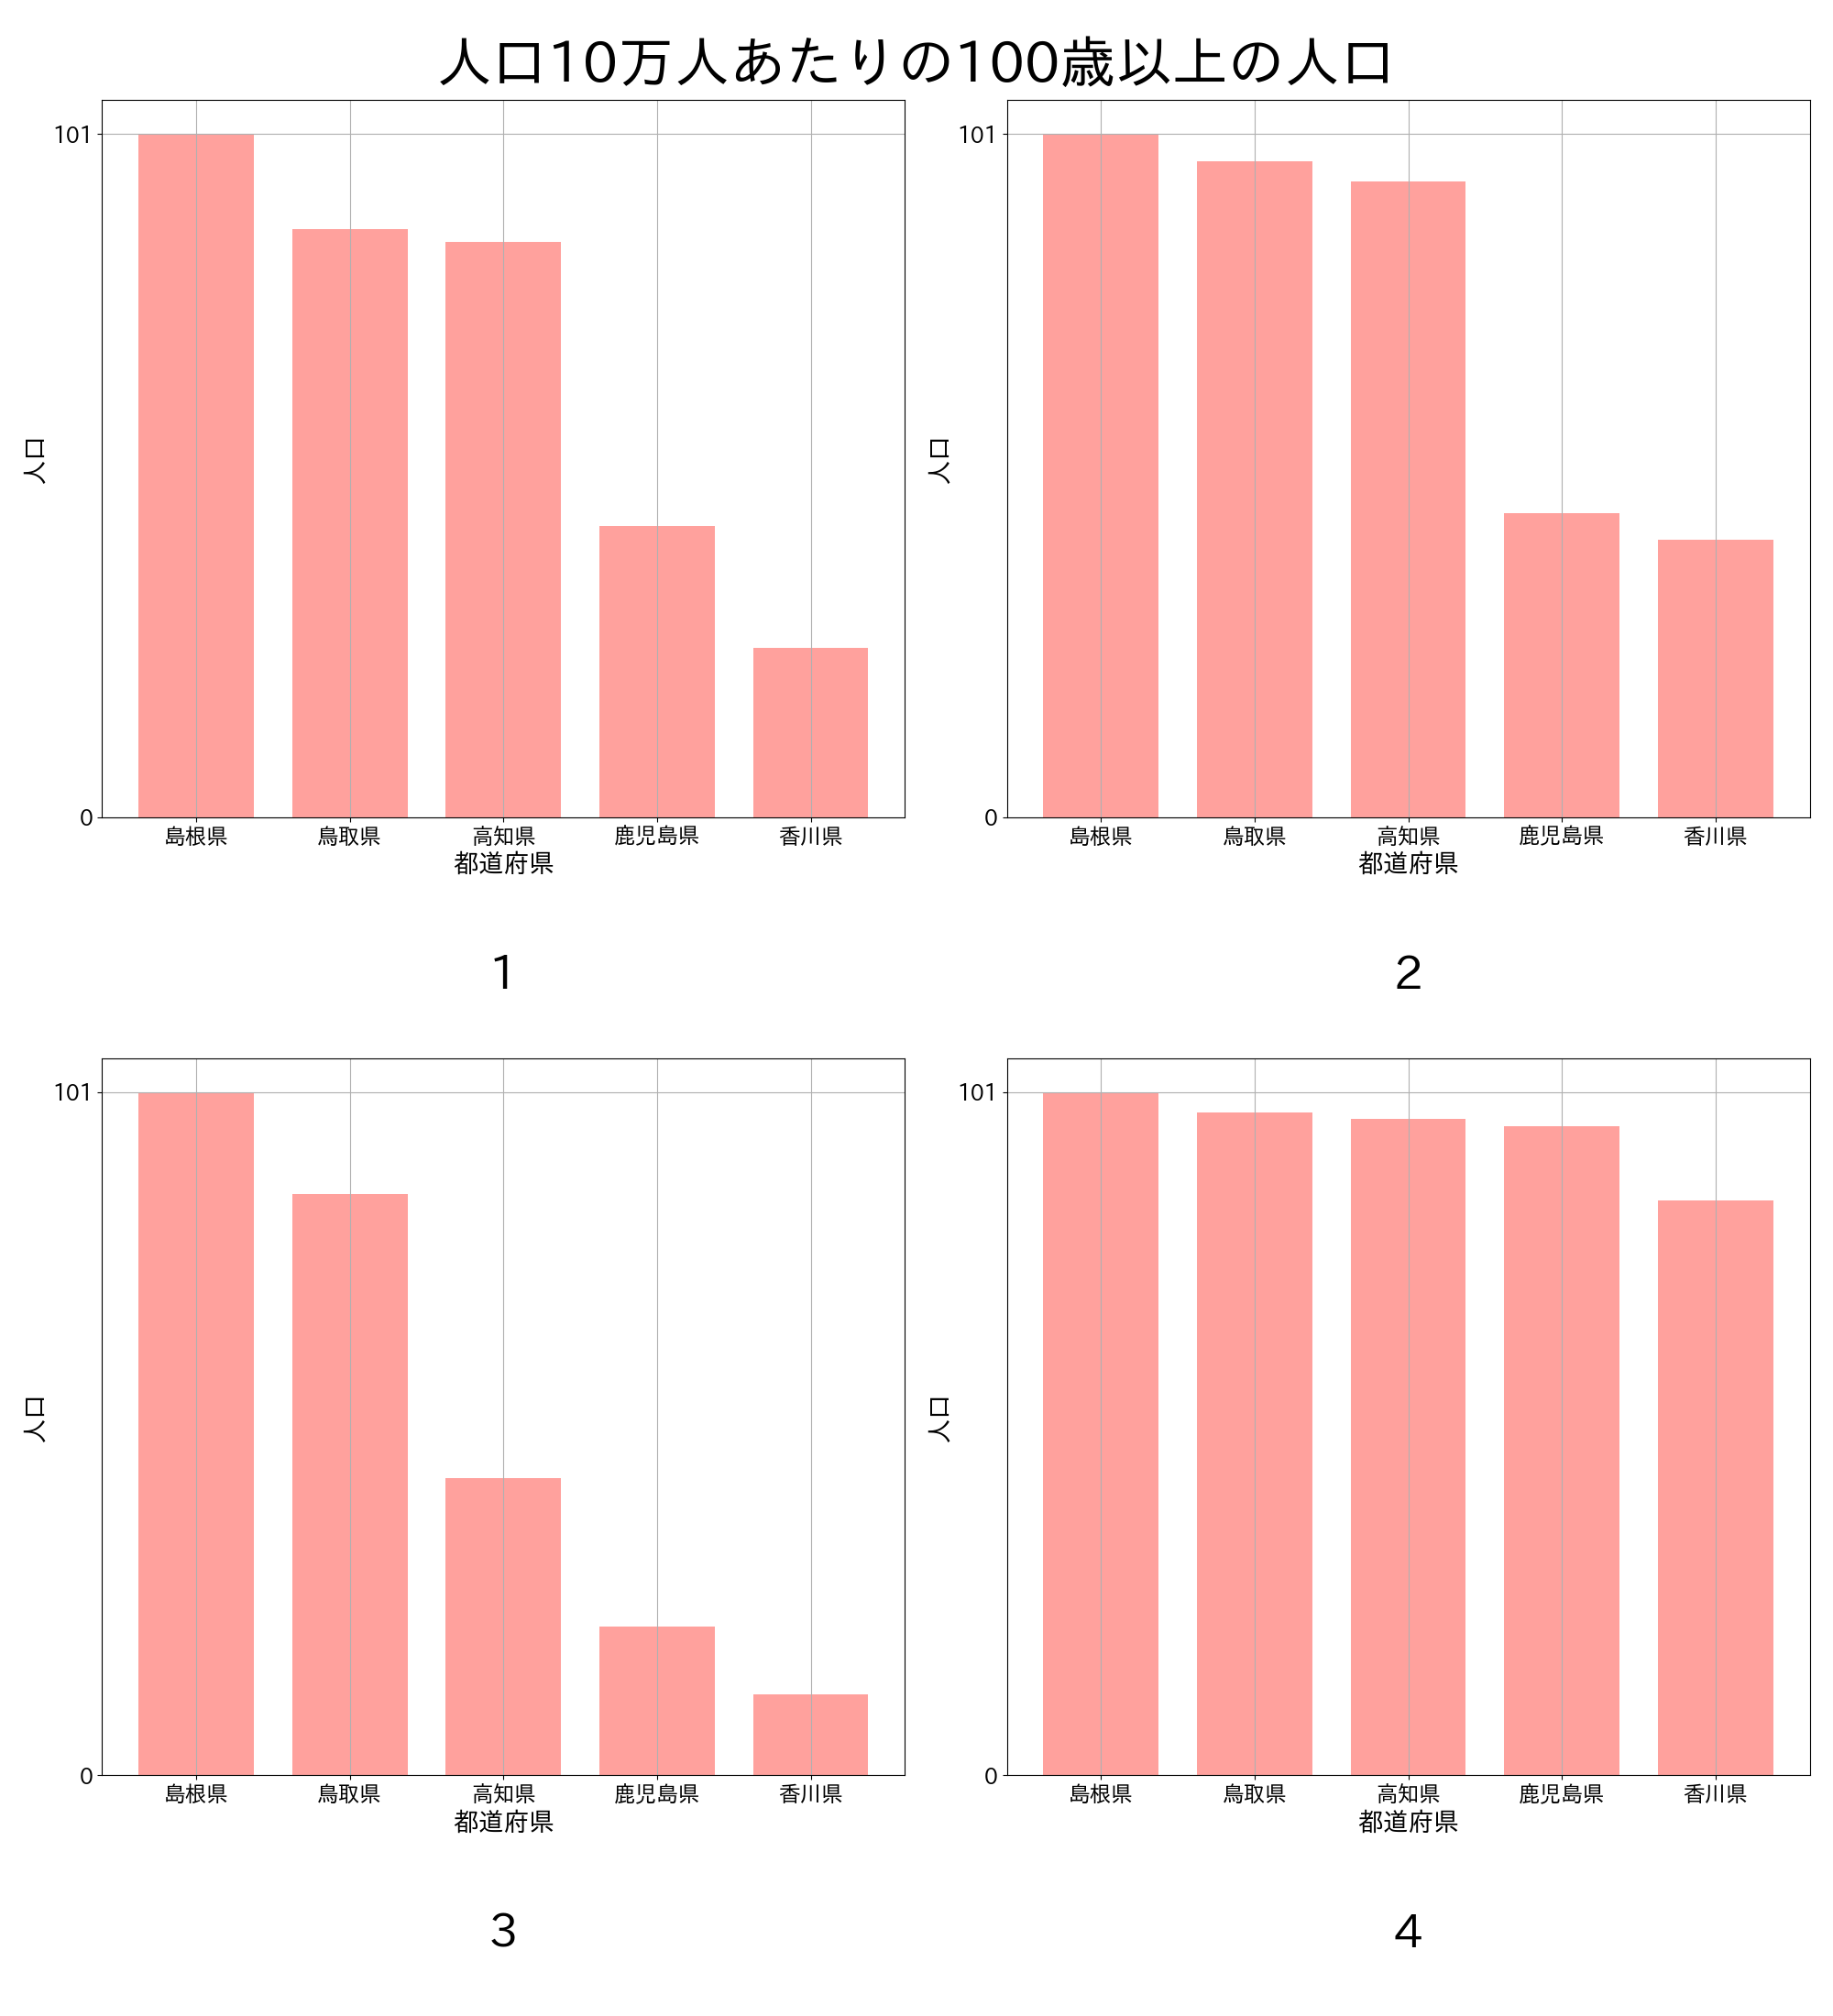 人口10万人あたりの100歳以上の人口
101
0
人口
島根県 鳥取県 高知県 鹿児島県 香川県
都道府県
1
101
0
人口
島根県 鳥取県 高知県 鹿児島県 香川県
都道府県
2
101
0
人口
島根県 鳥取県 高知県 鹿児島県 香川県
都道府県
3
101
0
人口
島根県 鳥取県 高知県 鹿児島県 香川県
都道府県
4